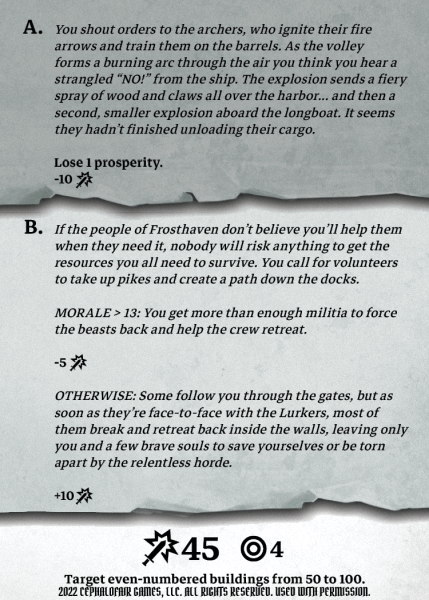 A. You shout orders to the archers, who ignite their fire
arrows and train them on the barrels. As the volley
forms a burning arc through the air you think you hear a
strangled “NO!” from the ship. The explosion sends a fiery
spray of wood and claws all over the harbor... and then a
second, smaller explosion aboard the longboat. It seems
they hadn’t finished unloading their cargo.
Lose 1 prosperity.
-10
B. If the people of Frosthaven don’t believe you’ll help them
when they need it, nobody will risk anything to get the
resources you all need to survive. You call for volunteers
to take up pikes and create a path down the docks.
MORALE > 13: You get more than enough militia to force
the beasts back and help the crew retreat.
-5
OTHERWISE: Some follow you through the gates, but as
soon as they’re face-to-face with the Lurkers, most of
them break and retreat back inside the walls, leaving only
you and a few brave souls to save yourselves or be torn
apart by the relentless horde.
+10
45 4
Target even-numbered buildings from 50 to 100.
2022 CEPHALOFAIR GAMES, LLC. ALL RIGHTS RESERVED. USED WITH PERMISSION.